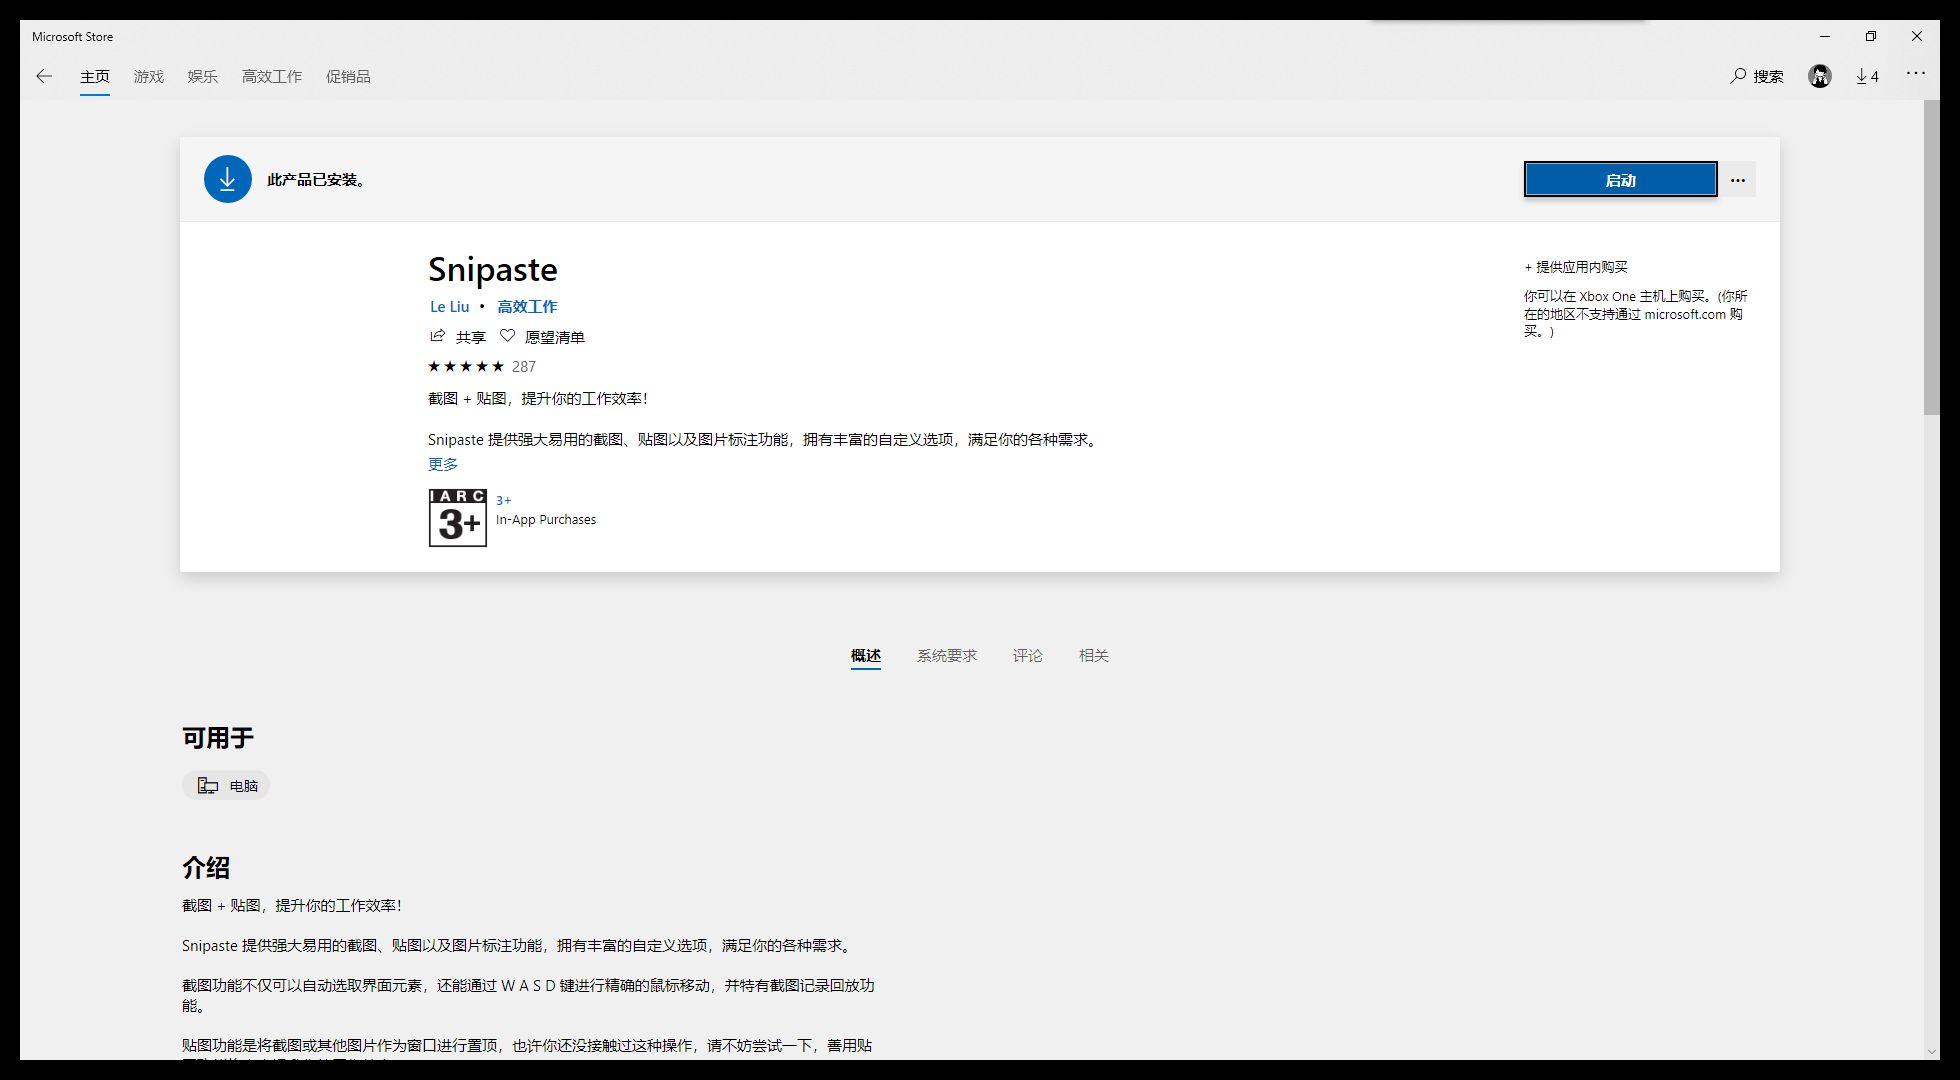 Microsoft Store
主页 游戏 娱乐 高效工作 促销品 搜索 4
此产品已安装。
启动
Snipaste
Le Liu • 高效工作
共享 愿望清单
★★★★★ 287
截图 + 贴图，提升你的工作效率！
Snipaste 提供强大易用的截图、贴图以及图片标注功能，拥有丰富的自定义选项，满足你的各种需求。
更多
IARC
3+
3+
In-App Purchases
+ 提供应用内购买
你可以在 Xbox One 主机上购买。(你所
在的地区不支持通过 microsoft.com 购
买。)
概述 系统要求 评论 相关
可用于
电脑
介绍
截图 + 贴图，提升你的工作效率！
Snipaste 提供强大易用的截图、贴图以及图片标注功能，拥有丰富的自定义选项，满足你的各种需求。
截图功能不仅可以自动选取界面元素，还能通过 W A S D 键进行精确的鼠标移动，并特有截图记录回放功
能。
贴图功能是将截图或其他图片作为窗口进行置顶，也许你还没接触过这种操作，请不妨尝试一下，善用贴